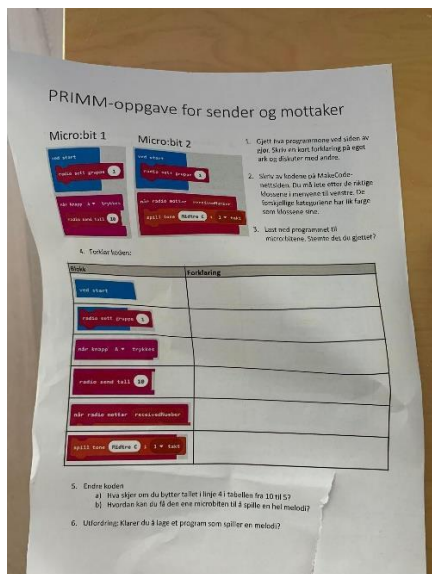 PRIMM-oppgave for sender og mottaker
Micro:bit 1
ved start
radio sett gruppe 1
når knapp A trykkes
radio send tall 10
Micro:bit 2
ved start
radio sett gruppe 1
når radio mottar receivedNumber
spill tone Midtre C i 1 takt
1. Gjett hva programmene ved siden av
gjør. Skriv en kort forklaring på eget
ark og diskuter med andre.
2. Skriv av kodene på MakeCode-
nettsiden. Du må lete etter de riktige
klossene i menyene til venstre. De
forskjellige kategoriene har lik farge
som klossene sine.
3. Last ned programmet til
micro:bitene. Stemte det du gjettet?
4. Forklar koden:
Blokk
Forklaring
ved start
radio sett gruppe 1
når knapp A trykkes
radio send tall 10
når radio mottar receivedNumber
spill tone Midtre C i 1 takt
5. Endre koden
a) Hva skjer om du bytter tallet i linje 4 i tabellen fra 10 til 5?
b) Hvordan kan du få den ene microbiten til å spille en hel melodi?
6. Utfordring: Klarer du å lage et program som spiller en melodi?